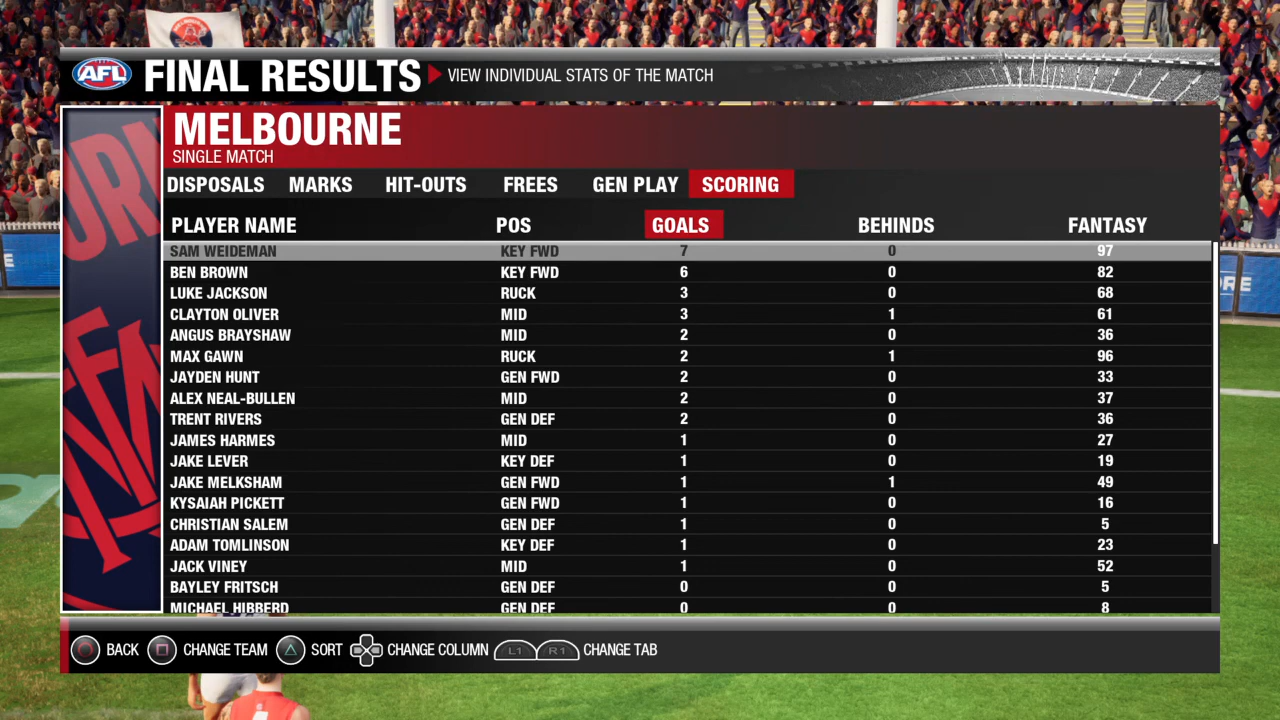 AFL FINAL RESULTS VIEW INDIVIDUAL STATS OF THE MATCH
MELBOURNE
SINGLE MATCH
DISPOSALS MARKS HIT-OUTS FREES GEN PLAY SCORING
PLAYER NAME POS GOALS BEHINDS FANTASY
SAM WEIDEMAN KEY FWD 7 0 97
BEN BROWN KEY FWD 6 0 82
LUKE JACKSON RUCK 3 0 68
CLAYTON OLIVER MID 3 1 61
ANGUS BRAYSHAW MID 2 0 36
MAX GAWN RUCK 2 1 96
JAYDEN HUNT GEN FWD 2 0 33
ALEX NEAL-BULLEN MID 2 0 37
TRENT RIVERS GEN DEF 2 0 36
JAMES HARMES MID 1 0 27
JAKE LEVER KEY DEF 1 0 19
JAKE MELKSHAM GEN FWD 1 1 49
KYSAIAH PICKETT GEN FWD 1 0 16
CHRISTIAN SALEM GEN DEF 1 0 5
ADAM TOMLINSON KEY DEF 1 0 23
JACK VINEY MID 1 0 52
BAYLEY FRITSCH GEN DEF 0 0 5
MICHAEL HIBBERD GEN DEF 0 0 8
BACK CHANGE TEAM SORT CHANGE COLUMN L1 R1 CHANGE TAB